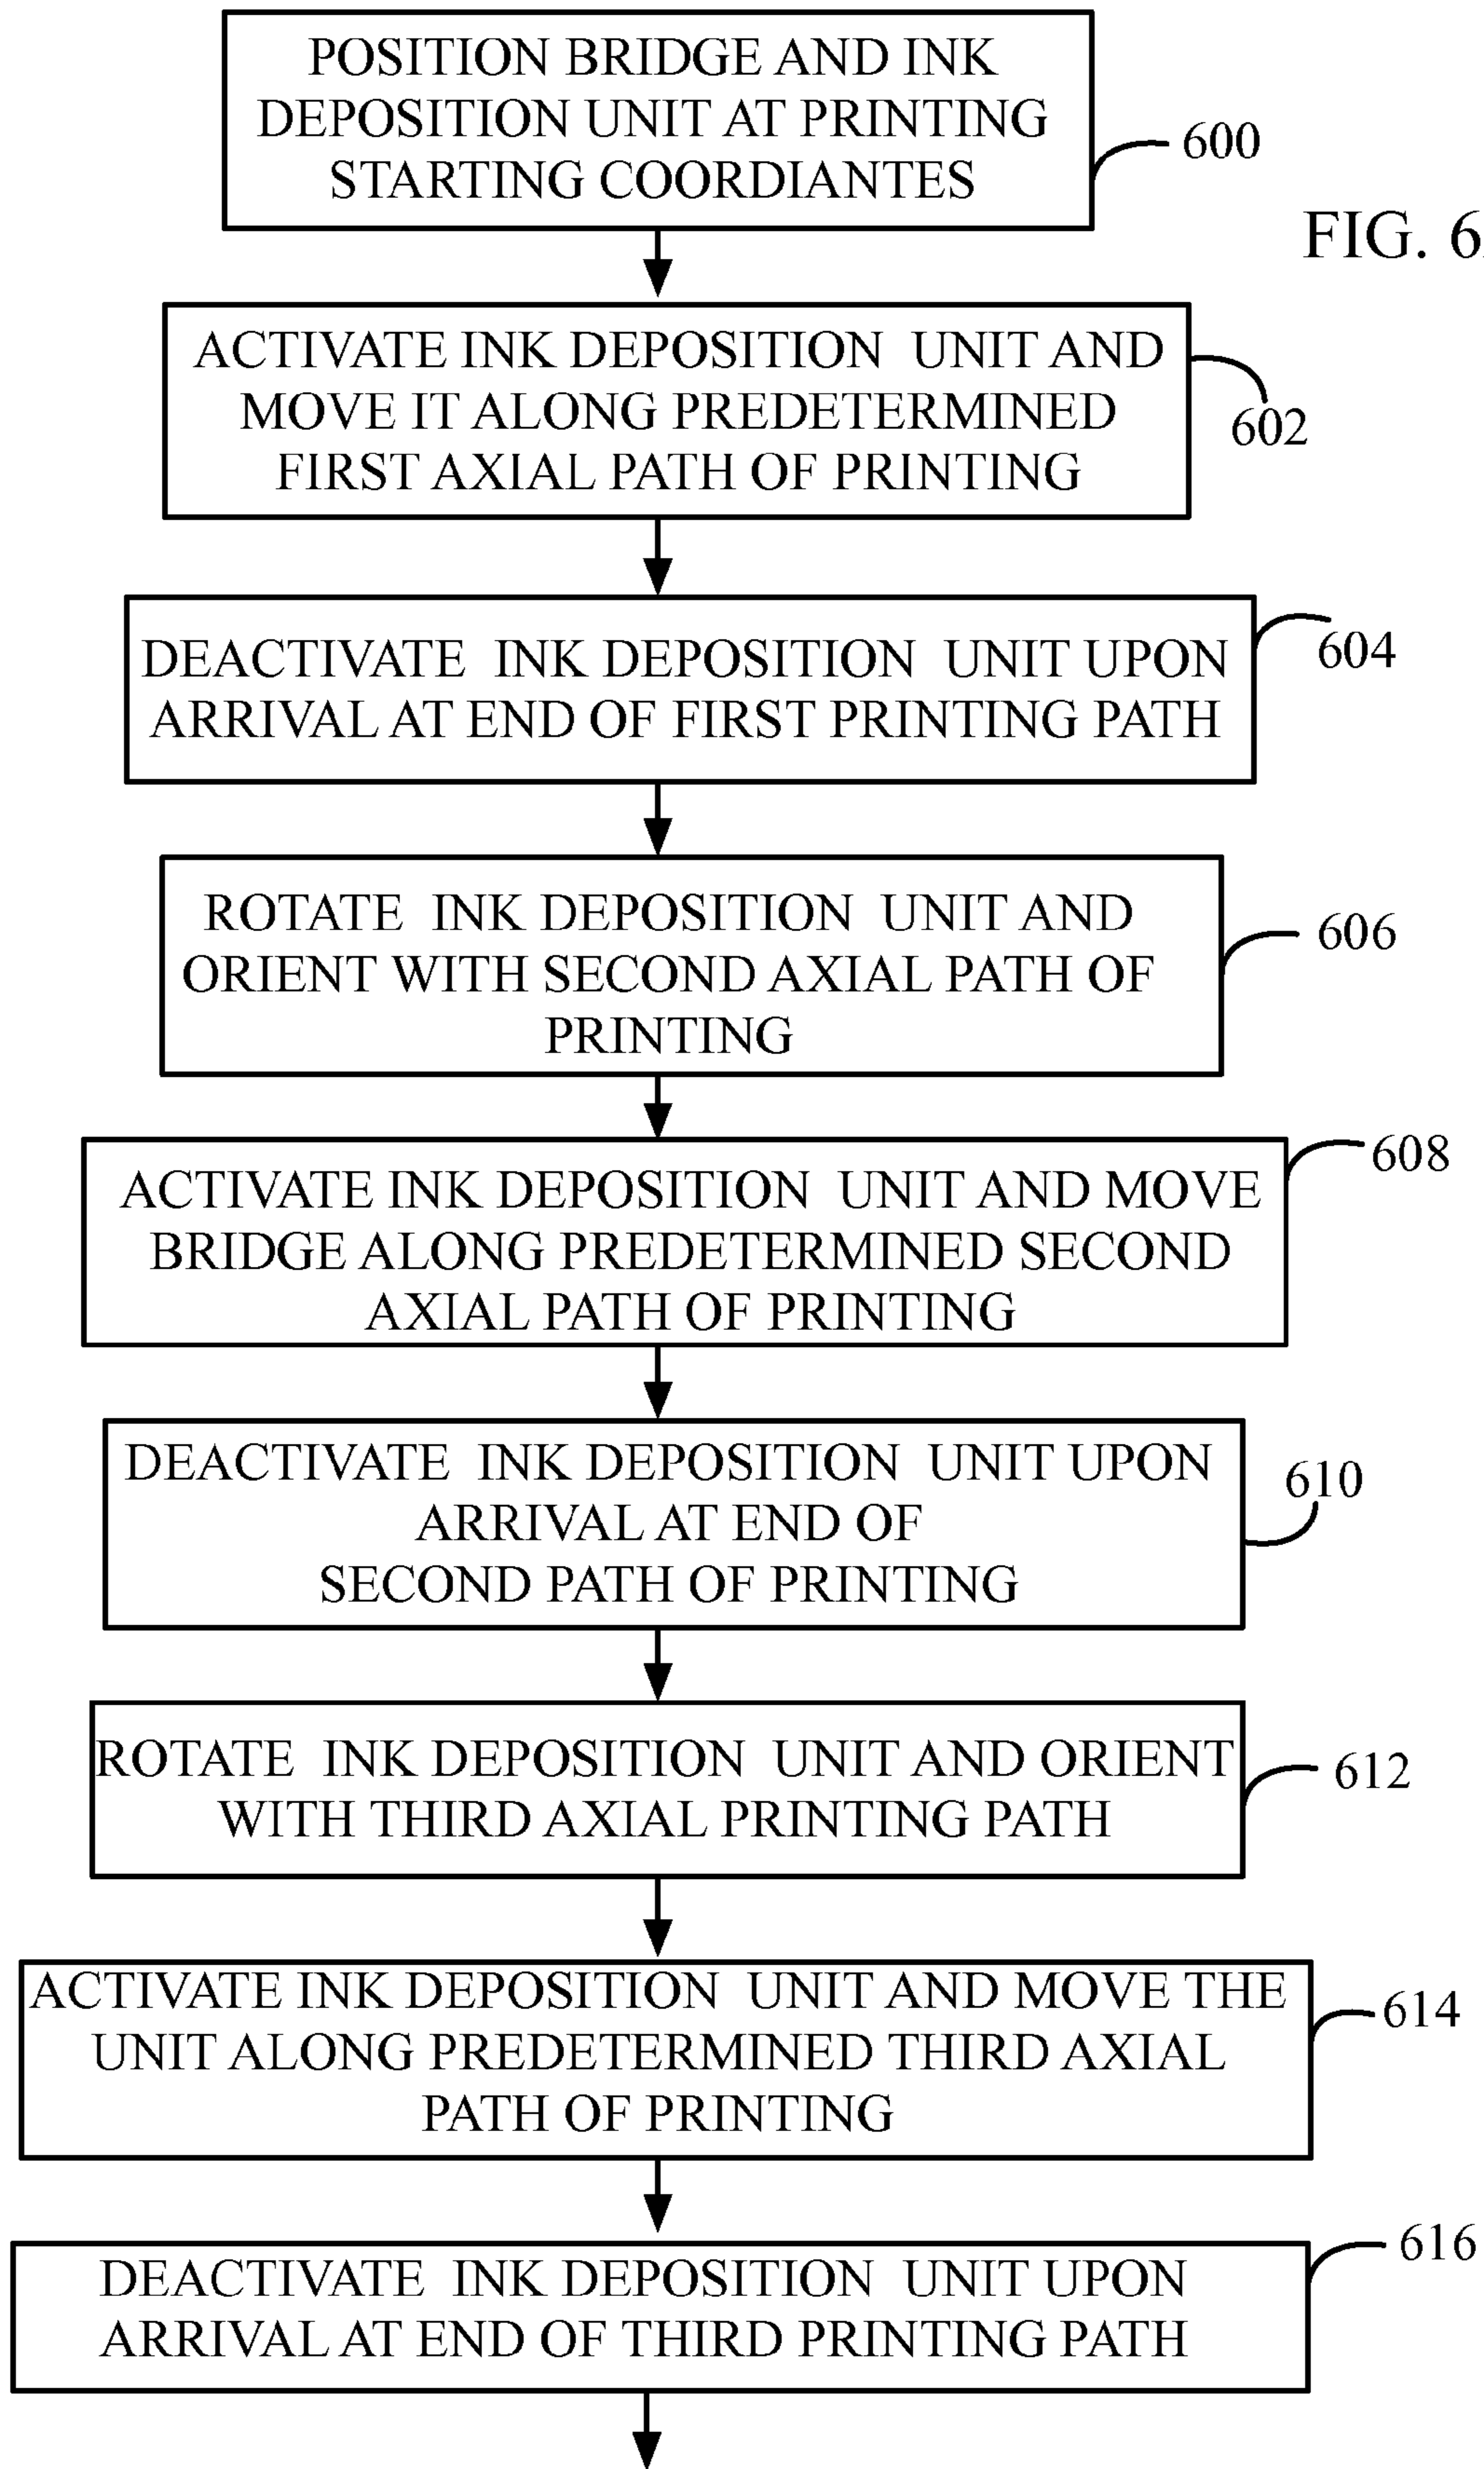 POSITION BRIDGE AND INK
DEPOSITION UNIT AT PRINTING
STARTING COORDIANTES
600
FIG. 6
ACTIVATE INK DEPOSITION UNIT AND
MOVE IT ALONG PREDETERMINED
FIRST AXIAL PATH OF PRINTING
602
DEACTIVATE INK DEPOSITION UNIT UPON
ARRIVAL AT END OF FIRST PRINTING PATH
604
ROTATE INK DEPOSITION UNIT AND
ORIENT WITH SECOND AXIAL PATH OF
PRINTING
606
ACTIVATE INK DEPOSITION UNIT AND MOVE
BRIDGE ALONG PREDETERMINED SECOND
AXIAL PATH OF PRINTING
608
DEACTIVATE INK DEPOSITION UNIT UPON
ARRIVAL AT END OF
SECOND PATH OF PRINTING
610
ROTATE INK DEPOSITION UNIT AND ORIENT
WITH THIRD AXIAL PRINTING PATH
612
ACTIVATE INK DEPOSITION UNIT AND MOVE THE
UNIT ALONG PREDETERMINED THIRD AXIAL
PATH OF PRINTING
614
DEACTIVATE INK DEPOSITION UNIT UPON
ARRIVAL AT END OF THIRD PRINTING PATH
616